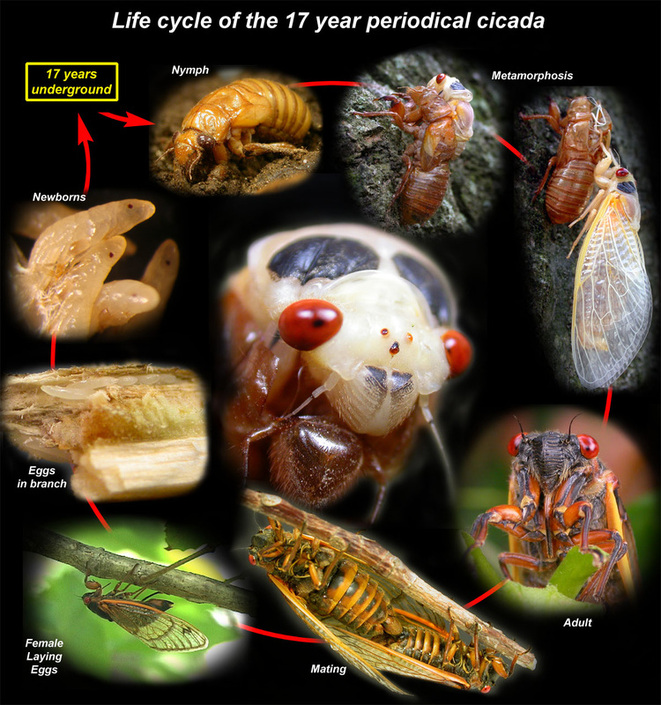 Life cycle of the 17 year periodical cicada
17 years
underground
Nymph
Metamorphosis
Newborns
Eggs
in branch
Female
Laying
Eggs
Mating
Adult